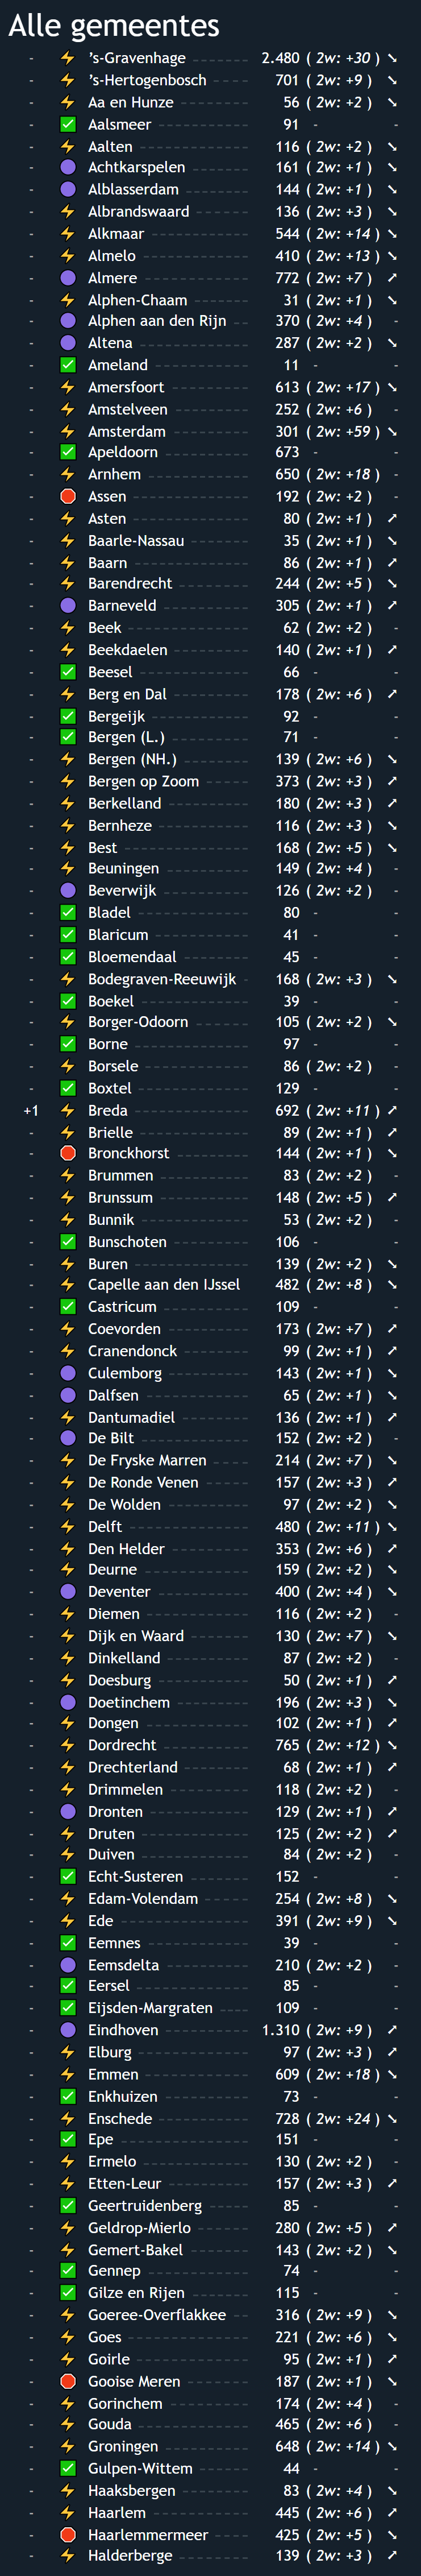 Alle gemeentes
- 's-Gravenhage 2.480 ( 2w: +30 )
- 's-Hertogenbosch 701 ( 2w: +9 )
- Aa en Hunze 56 ( 2w: +2 )
- Aalsmeer 91 - -
- Aalten 116 ( 2w: +2 )
- Achtkarspelen 161 ( 2w: +1 )
- Alblasserdam 144 ( 2w: +1 )
- Albrandswaard 136 ( 2w: +3 )
- Alkmaar 544 ( 2w: +14 )
- Almelo 410 ( 2w: +13 )
- Almere 772 ( 2w: +7 )
- Alphen-Chaam 31 ( 2w: +1 )
- Alphen aan den Rijn 370 ( 2w: +4 ) -
- Altena 287 ( 2w: +2 )
- Ameland 11 - -
- Amersfoort 613 ( 2w: +17 )
- Amstelveen 252 ( 2w: +6 ) -
- Amsterdam 301 ( 2w: +59 )
- Apeldoorn 673 - -
- Arnhem 650 ( 2w: +18 ) -
- Assen 192 ( 2w: +2 ) -
- Asten 80 ( 2w: +1 )
- Baarle-Nassau 35 ( 2w: +1 )
- Baarn 86 ( 2w: +1 )
- Barendrecht 244 ( 2w: +5 )
- Barneveld 305 ( 2w: +1 )
- Beek 62 ( 2w: +2 ) -
- Beekdaelen 140 ( 2w: +1 )
- Beesel 66 - -
- Berg en Dal 178 ( 2w: +6 )
- Bergeijk 92 - -
- Bergen (L.) 71 - -
- Bergen (NH.) 139 ( 2w: +6 )
- Bergen op Zoom 373 ( 2w: +3 )
- Berkelland 180 ( 2w: +3 )
- Bernheze 116 ( 2w: +3 )
- Best 168 ( 2w: +5 )
- Beuningen 149 ( 2w: +4 ) -
- Beverwijk 126 ( 2w: +2 ) -
- Bladel 80 - -
- Blaricum 41 - -
- Bloemendaal 45 - -
- Bodegraven-Reeuwijk 168 ( 2w: +3 )
- Boekel 39 - -
- Borger-Odoorn 105 ( 2w: +2 )
- Borne 97 - -
- Borsele 86 ( 2w: +2 ) -
- Boxtel 129 - -
+1 Breda 692 ( 2w: +11 )
- Brielle 89 ( 2w: +1 )
- Bronckhorst 144 ( 2w: +1 )
- Brummen 83 ( 2w: +2 ) -
- Brunssum 148 ( 2w: +5 )
- Bunnik 53 ( 2w: +2 ) -
- Bunschoten 106 - -
- Buren 139 ( 2w: +2 )
- Capelle aan den IJssel 482 ( 2w: +8 )
- Castricum 109 - -
- Coevorden 173 ( 2w: +7 )
- Cranendonck 99 ( 2w: +1 )
- Culemborg 143 ( 2w: +1 )
- Dalfsen 65 ( 2w: +1 )
- Dantumadiel 136 ( 2w: +1 )
- De Bilt 152 ( 2w: +2 ) -
- De Fryske Marren 214 ( 2w: +7 )
- De Ronde Venen 157 ( 2w: +3 )
- De Wolden 97 ( 2w: +2 )
- Delft 480 ( 2w: +11 )
- Den Helder 353 ( 2w: +6 )
- Deurne 159 ( 2w: +2 )
- Deventer 400 ( 2w: +4 )
- Diemen 116 ( 2w: +2 ) -
- Dijk en Waard 130 ( 2w: +7 )
- Dinkelland 87 ( 2w: +2 ) -
- Doesburg 50 ( 2w: +1 )
- Doetinchem 196 ( 2w: +3 )
- Dongen 102 ( 2w: +1 )
- Dordrecht 765 ( 2w: +12 )
- Drechterland 68 ( 2w: +1 )
- Drimmelen 118 ( 2w: +2 ) -
- Dronten 129 ( 2w: +1 )
- Druten 125 ( 2w: +2 )
- Duiven 84 ( 2w: +2 ) -
- Echt-Susteren 152 - -
- Edam-Volendam 254 ( 2w: +8 )
- Ede 391 ( 2w: +9 )
- Eemnes 39 - -
- Eemsdelta 210 ( 2w: +2 ) -
- Eersel 85 - -
- Eijsden-Margraten 109 - -
- Eindhoven 1.310 ( 2w: +9 )
- Elburg 97 ( 2w: +3 )
- Emmen 609 ( 2w: +18 )
- Enkhuizen 73 - -
- Enschede 728 ( 2w: +24 )
- Epe 151 - -
- Ermelo 130 ( 2w: +2 ) -
- Etten-Leur 157 ( 2w: +3 )
- Geertruidenberg 85 - -
- Geldrop-Mierlo 280 ( 2w: +5 )
- Gemert-Bakel 143 ( 2w: +2 )
- Gennep 74 - -
- Gilze en Rijen 115 - -
- Goeree-Overflakkee 316 ( 2w: +9 )
- Goes 221 ( 2w: +6 )
- Goirle 95 ( 2w: +1 )
- Gooise Meren 187 ( 2w: +1 )
- Gorinchem 174 ( 2w: +4 ) -
- Gouda 465 ( 2w: +6 ) -
- Groningen 648 ( 2w: +14 )
- Gulpen-Wittem 44 - -
- Haaksbergen 83 ( 2w: +4 )
- Haarlem 445 ( 2w: +6 )
- Haarlemmermeer 425 ( 2w: +5 )
- Halderberge 139 ( 2w: +3 )